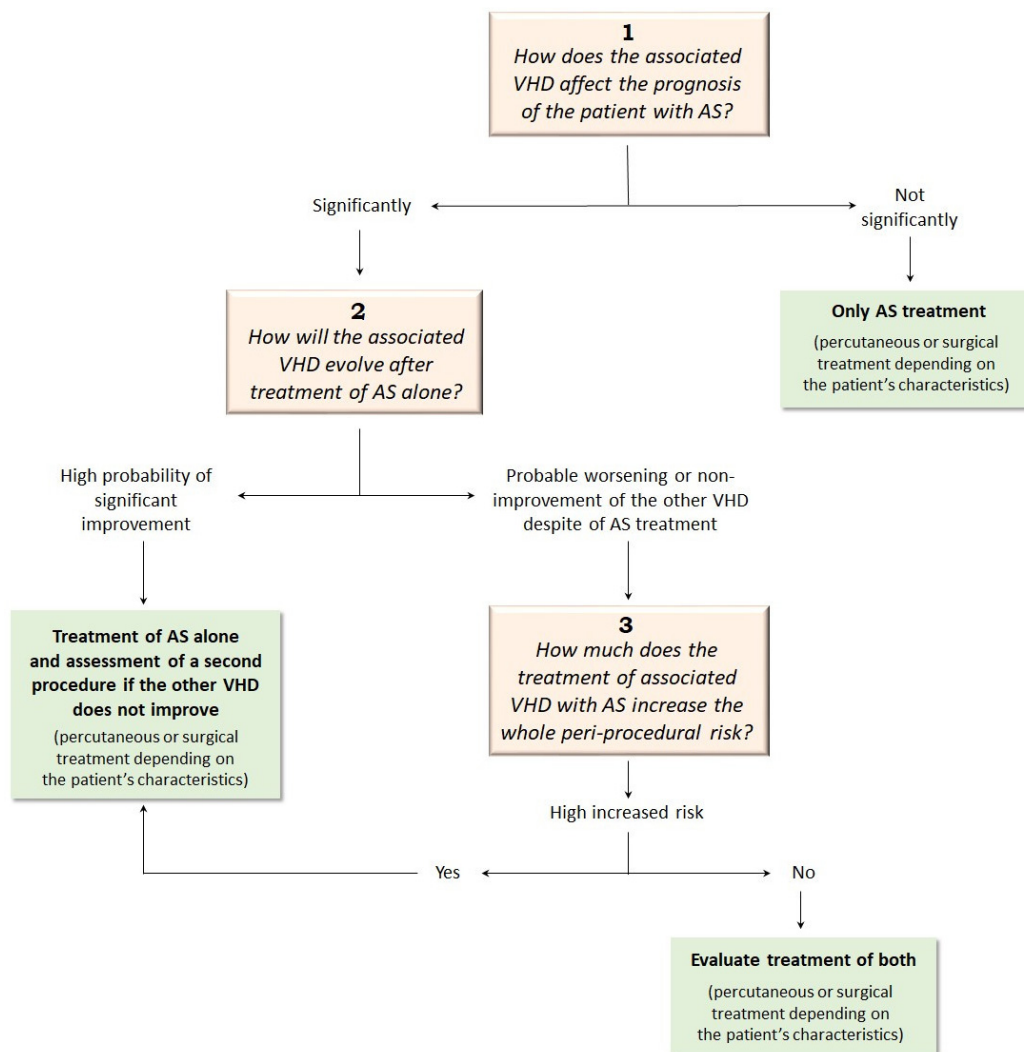 1
How does the associated
VHD affect the prognosis
of the patient with AS?
Significantly
Not
significantly
2
How will the associated
VHD evolve after
treatment of AS alone?
Only AS treatment
(percutaneous or surgical
treatment depending on
the patient's characteristics)
High probability of
significant
improvement
Probable worsening or non-
improvement of the other VHD
despite of AS treatment
Treatment of AS alone
and assessment of a second
procedure if the other VHD
does not improve
(percutaneous or surgical
treatment depending on
the patient's characteristics)
3
How much does the
treatment of associated
VHD with AS increase the
whole peri-procedural risk?
High increased risk
Yes
No
Evaluate treatment of both
(percutaneous or surgical
treatment depending on
the patient's characteristics)